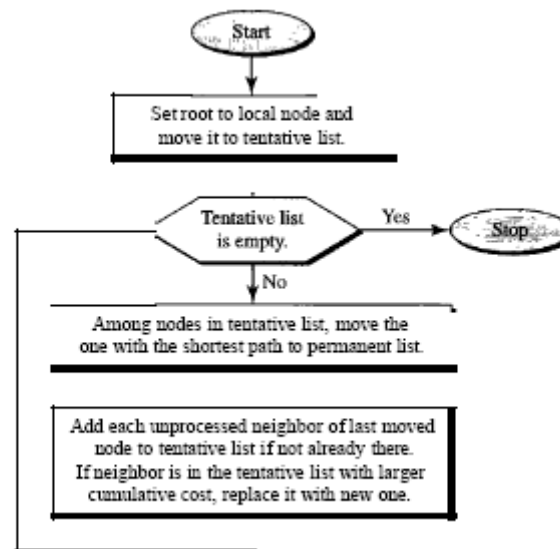 Start
Set root to local node and
move it to tentative list.
Tentative list
is empty.
Yes
Stop
No
Among nodes in tentative list, move the
one with the shortest path to permanent list.
Add each unprocessed neighbor of last moved
node to tentative list if not already there.
If neighbor is in the tentative list with larger
cumulative cost, replace it with new one.